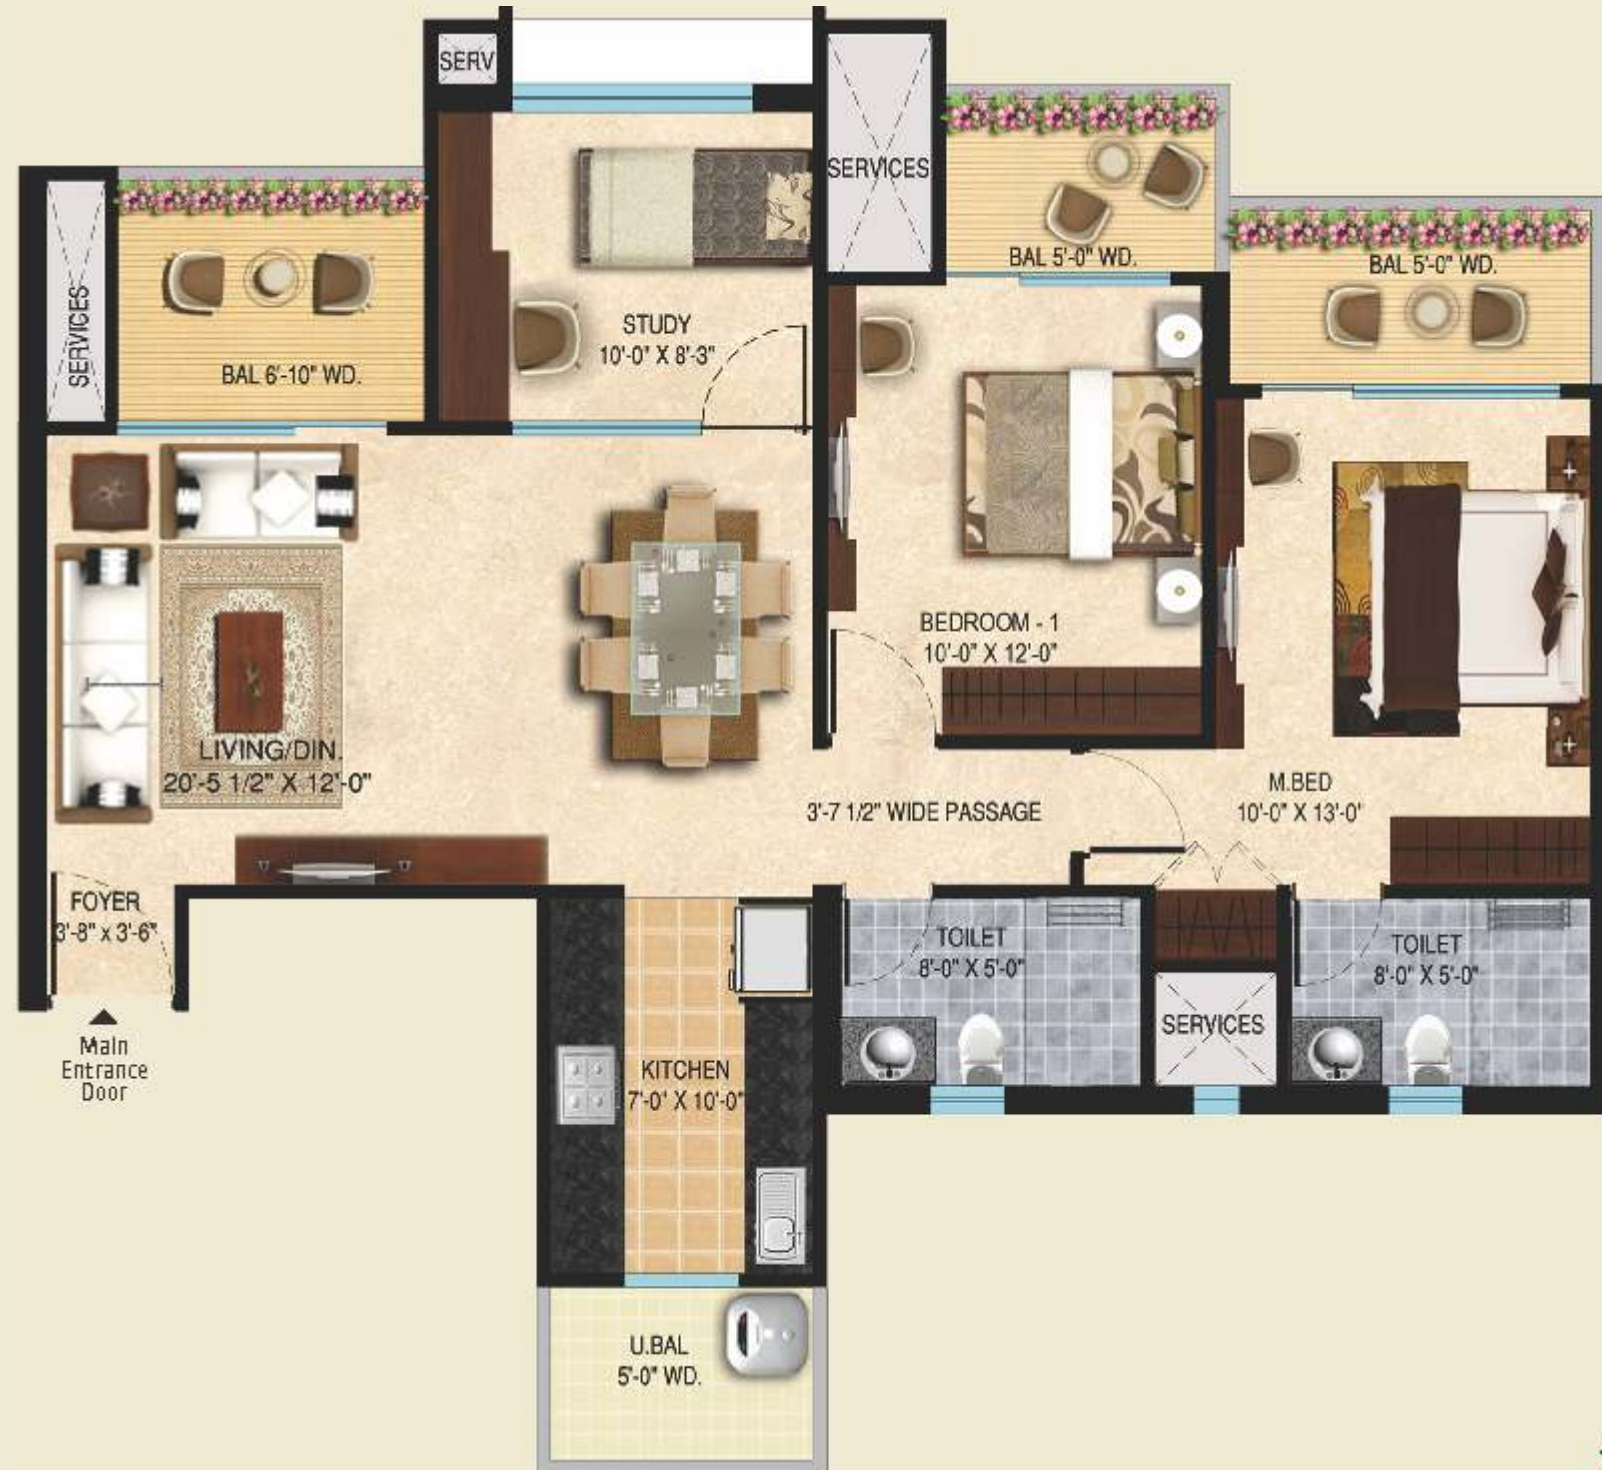 SERV
SERVICES
SERVICES
BAL 6'-10" WD.
STUDY
10'-0" X 8'-3"
BAL 5'-0" WD.
BAL 5'-0" WD.
BEDROOM - 1
10'-0" X 12'-0"
LIVING/DIN.
20'-5 1/2" X 12'-0"
3'-7 1/2" WIDE PASSAGE
M.BED
10'-0" X 13'-0'
FOYER
3'-8" x 3'-6"
Main
Entrance
Door
KITCHEN
7'-0' X 10'-0"
TOILET
8'-0" X 5'-0"
SERVICES
TOILET
8'-0" X 5'-0"
U.BAL
5'-0" WD.